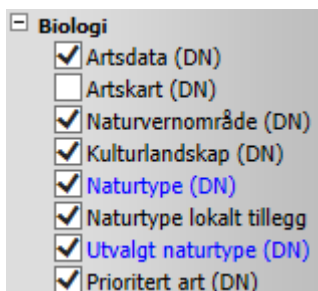 Biologi
Artsdata (DN)
Artskart (DN)
Naturvernområde (DN)
Kulturlandskap (DN)
Naturtype (DN)
Naturtype lokalt tillegg
Utvalgt naturtype (DN)
Prioritert art (DN)